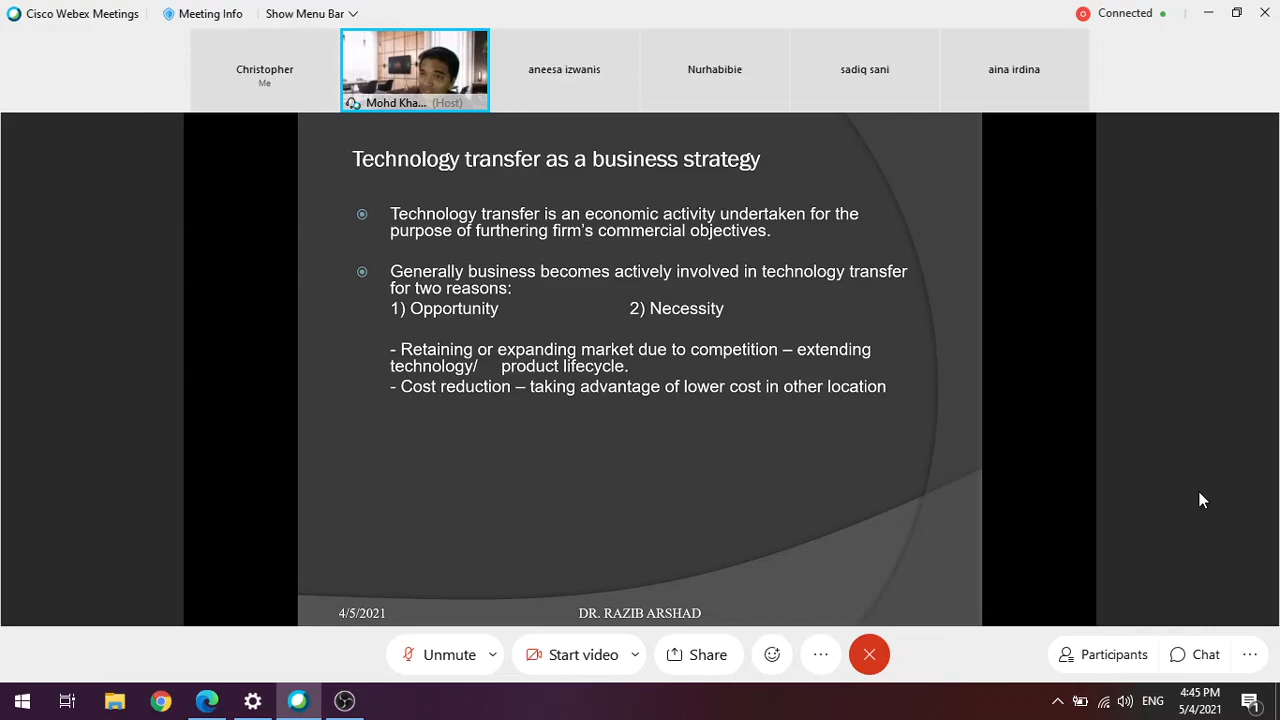 Cisco Webex Meetings
Meeting Info
Show Menu Bar
Connected
Christopher
Me
Mohd Kha... (Host)
aneesa izwanis
Nurhabibie
sadiq sani
aina irdina
Technology transfer as a business strategy
Technology transfer is an economic activity undertaken for the
purpose of furthering firm's commercial objectives.
Generally business becomes actively involved in technology transfer
for two reasons:
1) Opportunity 2) Necessity
- Retaining or expanding market due to competition – extending
technology/ product lifecycle.
- Cost reduction – taking advantage of lower cost in other location
4/5/2021 DR. RAZIB ARSHAD
Unmute
Start video
Share
Participants
Chat
ENG
4:45 PM
5/4/2021
1